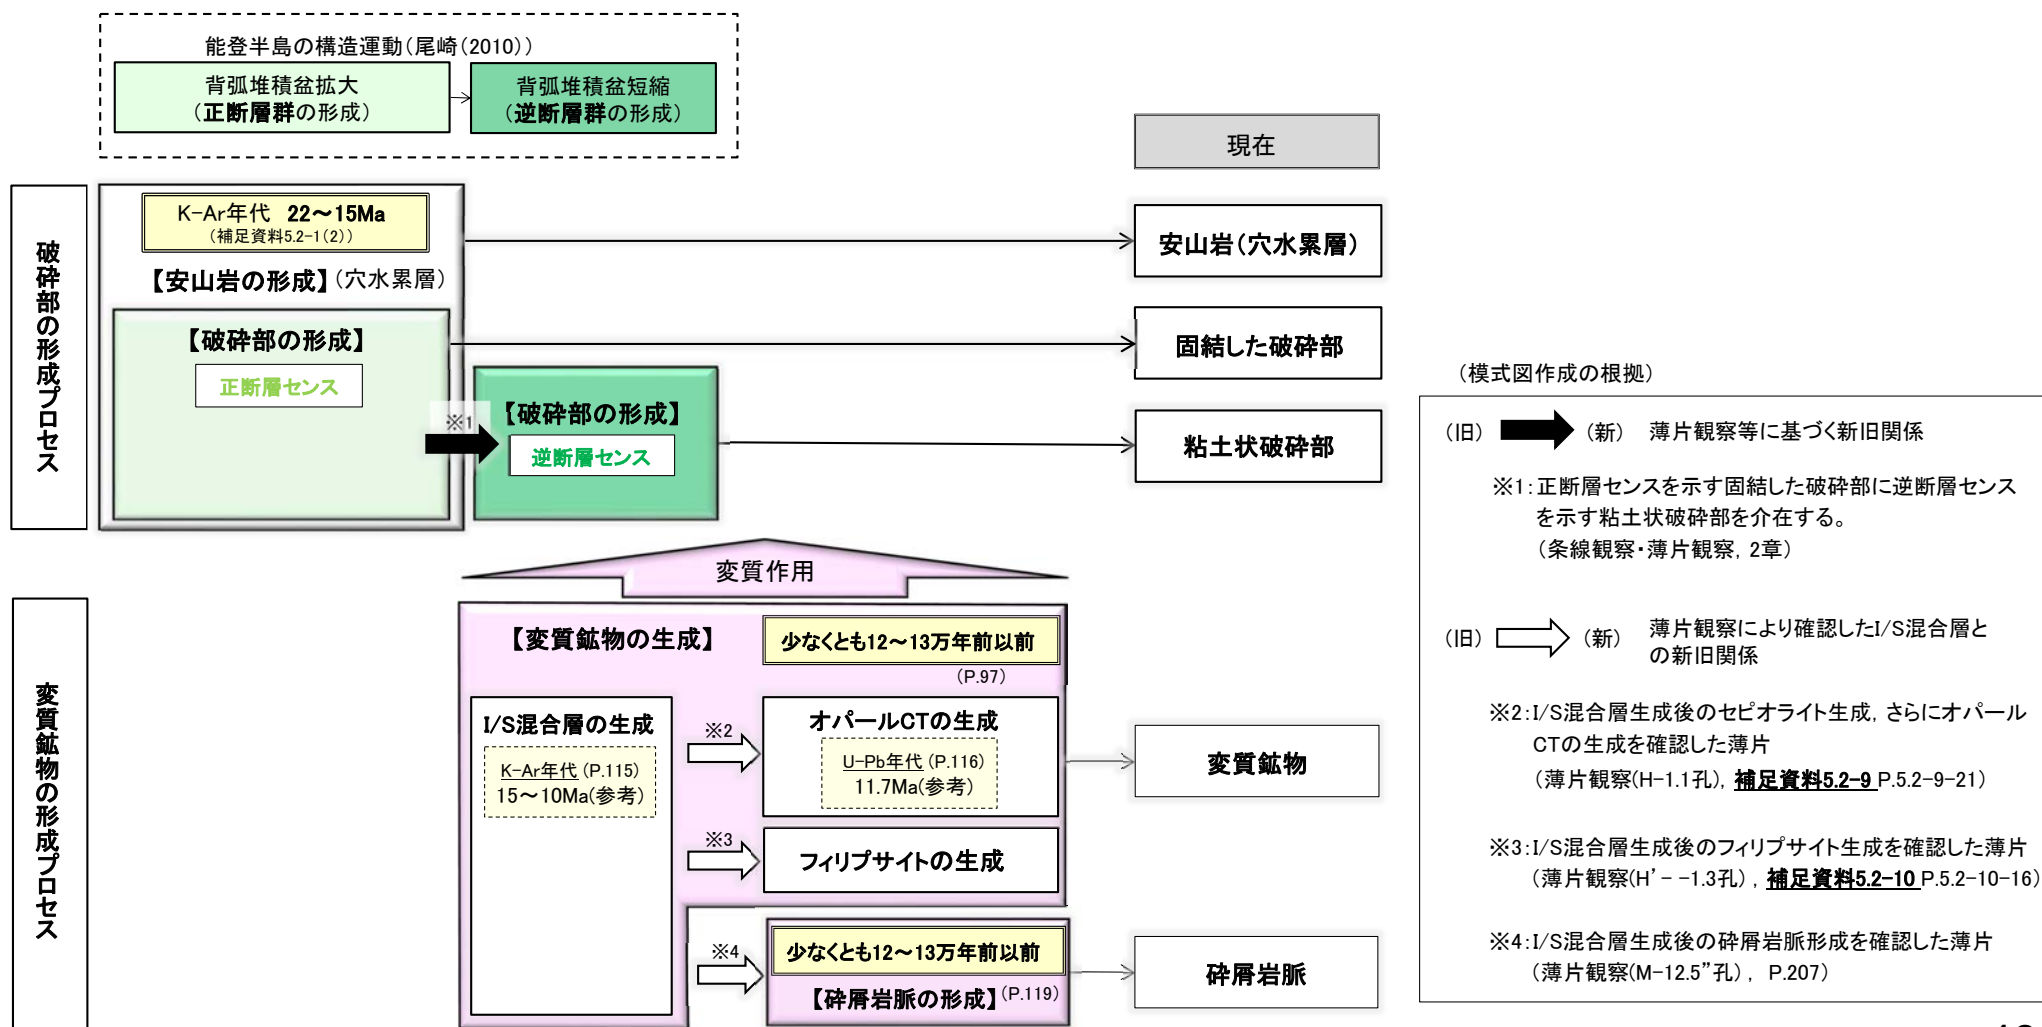 能登半島の構造運動(尾崎(2010))
背弧堆積盆拡大
(正断層群の形成)
背弧堆積盆短縮
(逆断層群の形成)
現在
破砕部の形成プロセス
K-Ar年代 22～15Ma
(補足資料5.2-1(2))
【安山岩の形成】(穴水累層)
安山岩(穴水累層)
【破砕部の形成】
正断層センス
固結した破砕部
※1
【破砕部の形成】
逆断層センス
粘土状破砕部
変質作用
変質鉱物の形成プロセス
【変質鉱物の生成】
少なくとも12～13万年前以前
(P.97)
I/S混合層の生成
K-Ar年代 (P.115)
15～10Ma(参考)
※2
オパールCTの生成
U-Pb年代 (P.116)
11.7Ma(参考)
変質鉱物
※3
フィリプサイトの生成
※4
少なくとも12～13万年前以前
【砕屑岩脈の形成】(P.119)
砕屑岩脈
(模式図作成の根拠)
(旧) (新) 薄片観察等に基づく新旧関係
※1:正断層センスを示す固結した破砕部に逆断層センス
を示す粘土状破砕部を介在する。
(条線観察・薄片観察, 2章)
(旧) (新) 薄片観察により確認したI/S混合層と
の新旧関係
※2:I/S混合層生成後のセピオライト生成, さらにオパール
CTの生成を確認した薄片
(薄片観察(H-1.1孔), 補足資料5.2-9 P.5.2-9-21)
※3:I/S混合層生成後のフィリプサイト生成を確認した薄片
(薄片観察(H’- -1.3孔) , 補足資料5.2-10 P.5.2-10-16)
※4:I/S混合層生成後の砕屑岩脈形成を確認した薄片
(薄片観察(M-12.5”孔) , P.207)